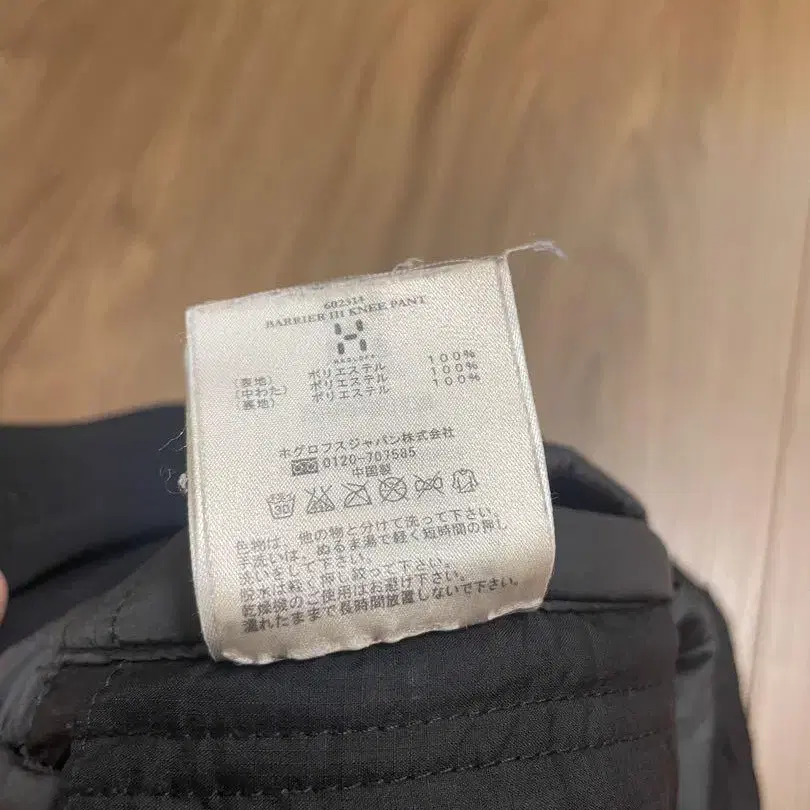 602314
BARRIER III KNEE PANT
HAGLÖFS
(表地) ポリエステル 100%
(中わた) ポリエステル 100%
(裏地) ポリエステル 100%
ホグロフスジャパン株式会社
0120-707585
中国製
30
色物は、他の物と分けて洗って下さい。
手洗いは、ぬるま湯で軽く短時間の押し
洗いをして下さい。
脱水は軽く押し絞って下さい。
乾燥機のご使用はお避け下さい。
濡れたままで長時間放置しないで下さい。